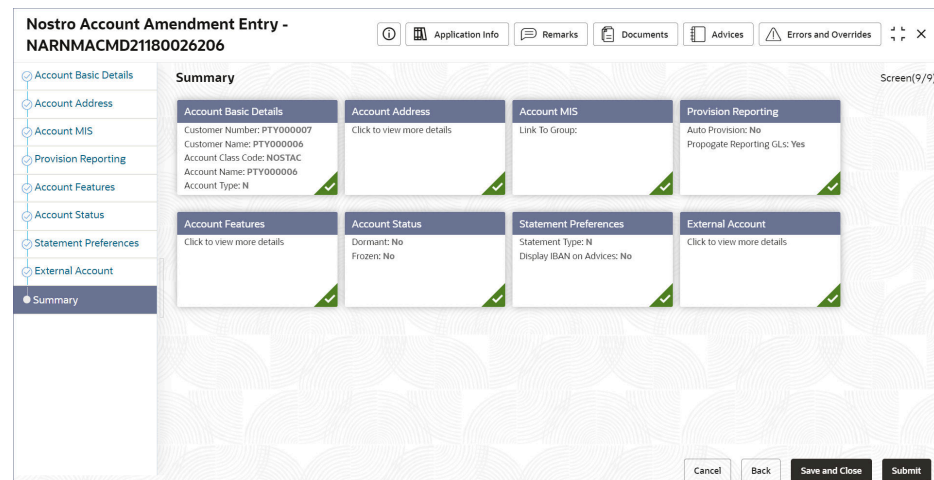 Nostro Account Amendment Entry -
NARNMACMD21180026206
Application Info
Remarks
Documents
Advices
Errors and Overrides
Account Basic Details
Account Address
Account MIS
Provision Reporting
Account Features
Account Status
Statement Preferences
External Account
Summary
Summary
Screen(9/9)
Account Basic Details
Customer Number: PTY000007
Customer Name: PTY000006
Account Class Code: NOSTAC
Account Name: PTY000006
Account Type: N
Account Address
Click to view more details
Account MIS
Link To Group:
Provision Reporting
Auto Provision: No
Propogate Reporting GLs: Yes
Account Features
Click to view more details
Account Status
Dormant: No
Frozen: No
Statement Preferences
Statement Type: N
Display IBAN on Advices: No
External Account
Click to view more details
Cancel
Back
Save and Close
Submit